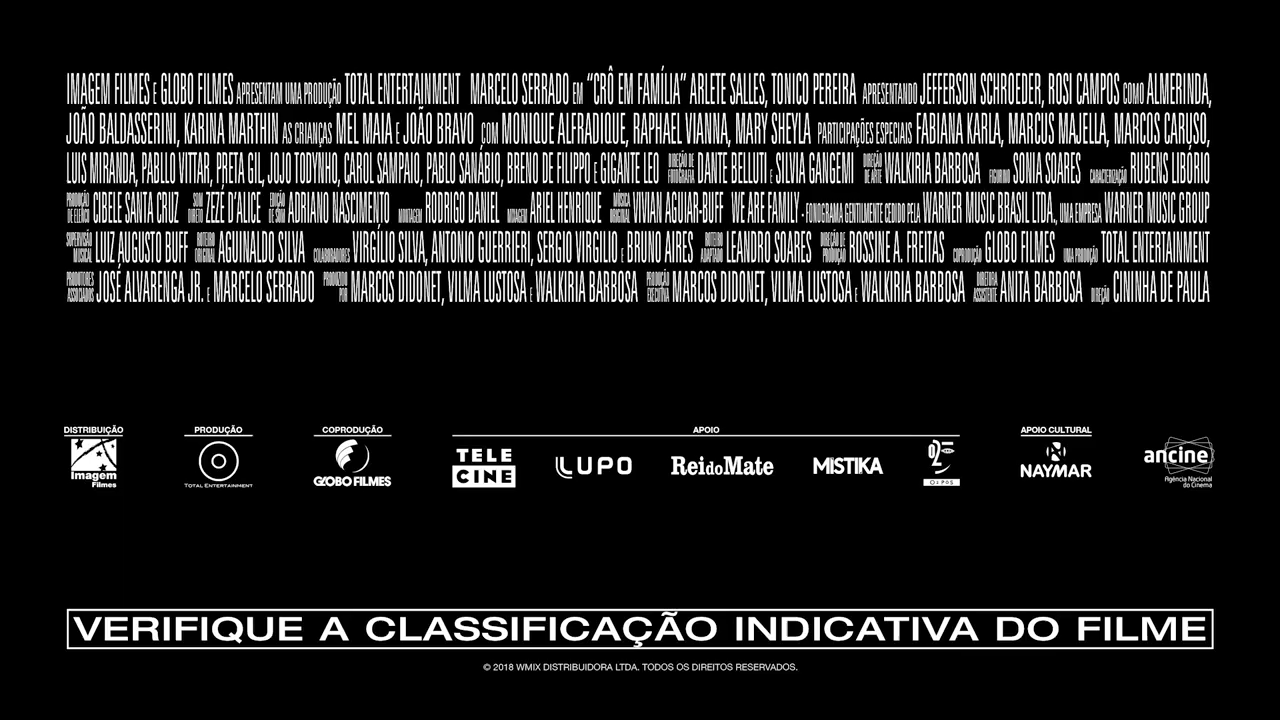 IMAGEM FILMES E GLOBO FILMES APRESENTAM UMA PRODUÇÃO TOTAL ENTERTAINMENT MARCELO SERRADO EM “CRÔ EM FAMÍLIA” ARLETE SALLES, TONICO PEREIRA APRESENTANDO JEFFERSON SCHROEDER, ROSI CAMPOS COMO ALMERINDA,
JOÃO BALDASSERINI, KARINA MARTHIN AS CRIANÇAS MEL MAIA E JOÃO BRAVO COM MONIQUE ALFRADIQUE, RAPHAEL VIANNA, MARY SHEYLA PARTICIPAÇÕES ESPECIAIS FABIANA KARLA, MARCUS MAJELLA, MARCOS CARUSO,
LUIS MIRANDA, PABLLO VITTAR, PRETA GIL, JOJO TODYNHO, CAROL SAMPAIO, PABLO SANÁBIO, BRENO DE FILIPPO E GIGANTE LEO DIREÇÃO DE FOTOGRAFIA DANTE BELLUTI E SILVIA GANGEMI DIREÇÃO DE ARTE WALKIRIA BARBOSA FIGURINO SONIA SOARES CARACTERIZAÇÃO RUBENS LIBÓRIO
PRODUÇÃO DE ELENCO CIBELE SANTA CRUZ SOM DIRETO ZEZÉ D'ALICE EDIÇÃO DE SOM ADRIANO NASCIMENTO MONTAGEM RODRIGO DANIEL MIXAGEM ARIEL HENRIQUE MÚSICA ORIGINAL VIVIAN AGUIAR-BUFF WE ARE FAMILY - FONOGRAMA GENTILMENTE CEDIDO PELA WARNER MUSIC BRASIL LTDA., UMA EMPRESA WARNER MUSIC GROUP
SUPERVISÃO MUSICAL LUIZ AUGUSTO BUFF ROTEIRO ORIGINAL AGUINALDO SILVA COLABORADORES VIRGÍLIO SILVA, ANTONIO GUERRIERI, SERGIO VIRGILIO E BRUNO AIRES ROTEIRO ADAPTADO LEANDRO SOARES DIREÇÃO DE PRODUÇÃO ROSSINE A. FREITAS COPRODUÇÃO GLOBO FILMES UMA PRODUÇÃO TOTAL ENTERTAINMENT
PRODUTORES ASSOCIADOS JOSÉ ALVARENGA JR. E MARCELO SERRADO PRODUZIDO POR MARCOS DIDONET, VILMA LUSTOSA E WALKIRIA BARBOSA PRODUÇÃO EXECUTIVA MARCOS DIDONET, VILMA LUSTOSA E WALKIRIA BARBOSA DIRETORA ASSISTENTE ANITA BARBOSA DIREÇÃO CININHA DE PAULA
DISTRIBUIÇÃO
Imagem
Filmes
PRODUÇÃO
TOTAL ENTERTAINMENT
COPRODUÇÃO
GLOBO FILMES
APOIO
TELE
CINE
LUPO
Rei do Mate
MiSTIKA
OZPÓS
APOIO CULTURAL
NAYMAR
ancine
Agência Nacional
do Cinema
VERIFIQUE A CLASSIFICAÇÃO INDICATIVA DO FILME
© 2018 WMIX DISTRIBUIDORA LTDA. TODOS OS DIREITOS RESERVADOS.